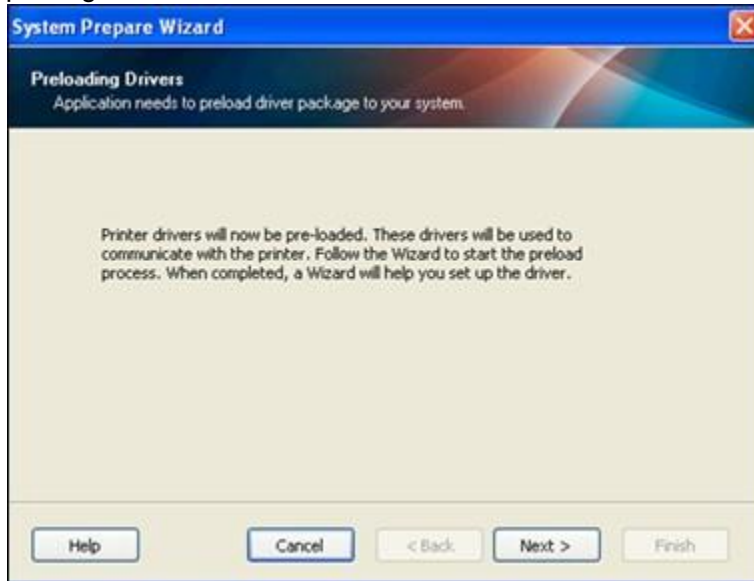 System Prepare Wizard
Preloading Drivers
Application needs to preload driver package to your system.
Printer drivers will now be pre-loaded. These drivers will be used to
communicate with the printer. Follow the Wizard to start the preload
process. When completed, a Wizard will help you set up the driver.
Help
Cancel
< Back
Next >
Finish